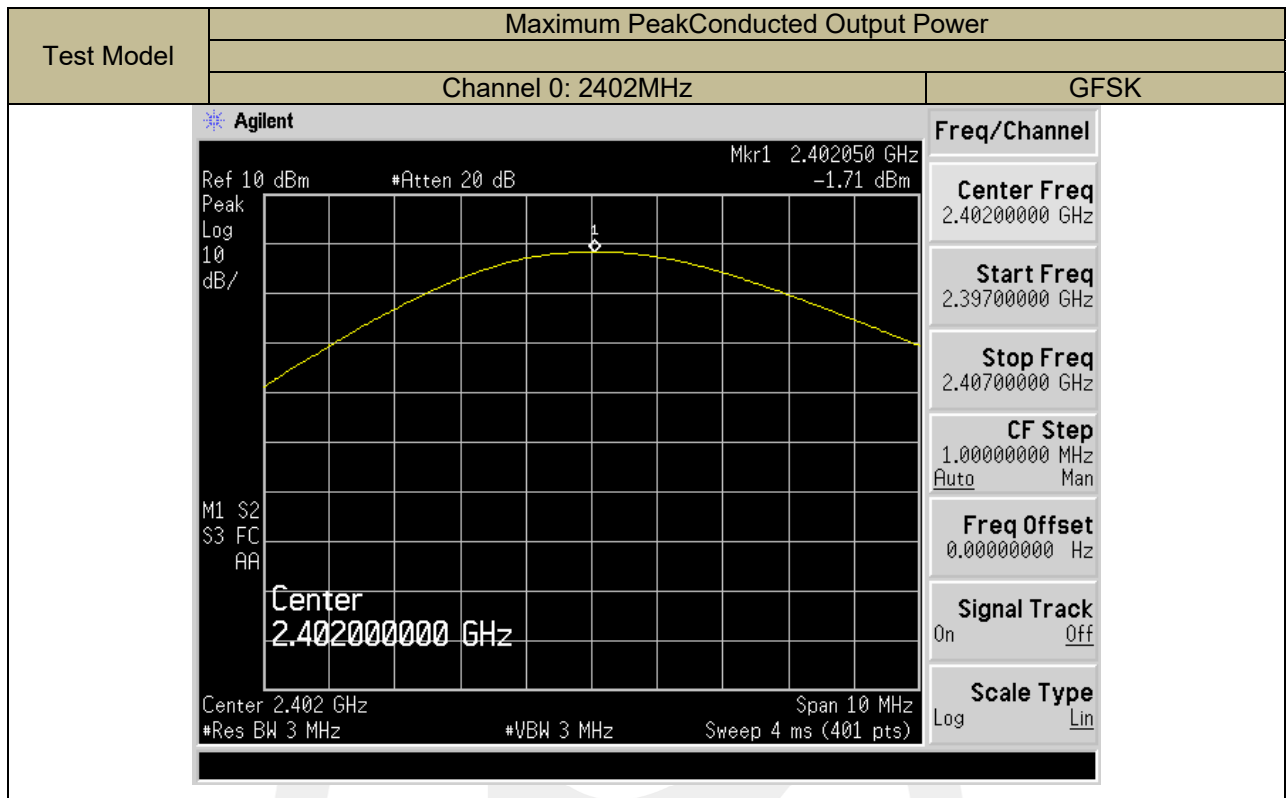 Test Model
Maximum PeakConducted Output Power
Channel 0: 2402MHz
GFSK
Agilent
Freq/Channel
Mkr1 2.402050 GHz
Ref 10 dBm #Atten 20 dB -1.71 dBm
Peak
Log
10
dB/
1
M1 S2
S3 FC
AA
Center
2.402000000 GHz
Center 2.402 GHz Span 10 MHz
#Res BW 3 MHz #VBW 3 MHz Sweep 4 ms (401 pts)
Center Freq
2.40200000 GHz
Start Freq
2.39700000 GHz
Stop Freq
2.40700000 GHz
CF Step
1.00000000 MHz
Auto Man
Freq Offset
0.00000000 Hz
Signal Track
On Off
Scale Type
Log Lin